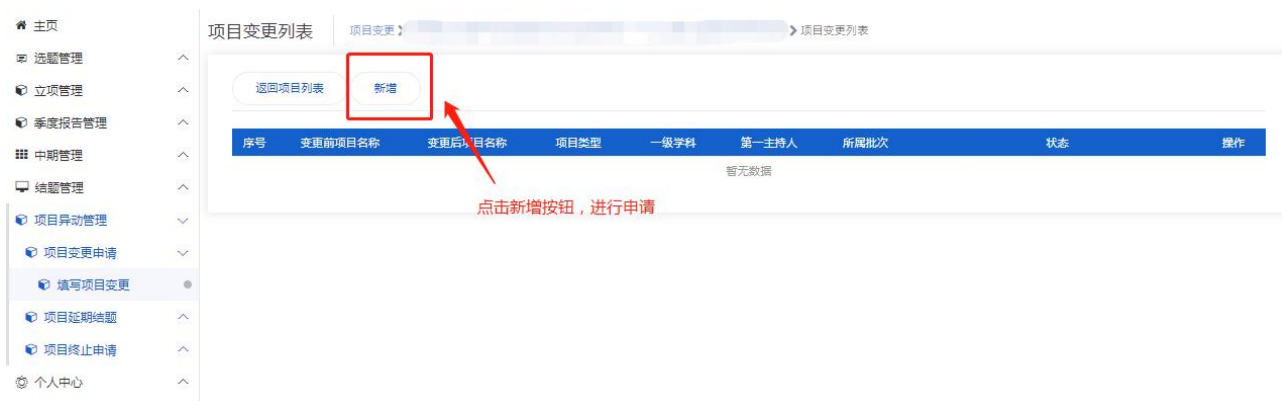 主页
选题管理
立项管理
季度报告管理
中期管理
结题管理
项目异动管理
项目变更申请
填写项目变更
项目延期结题
项目终止申请
个人中心
项目变更列表 项目变更 项目变更列表
返回项目列表 新增
序号 变更前项目名称 变更后项目名称 项目类型 一级学科 第一主持人 所属批次 状态 操作
暂无数据
点击新增按钮，进行申请